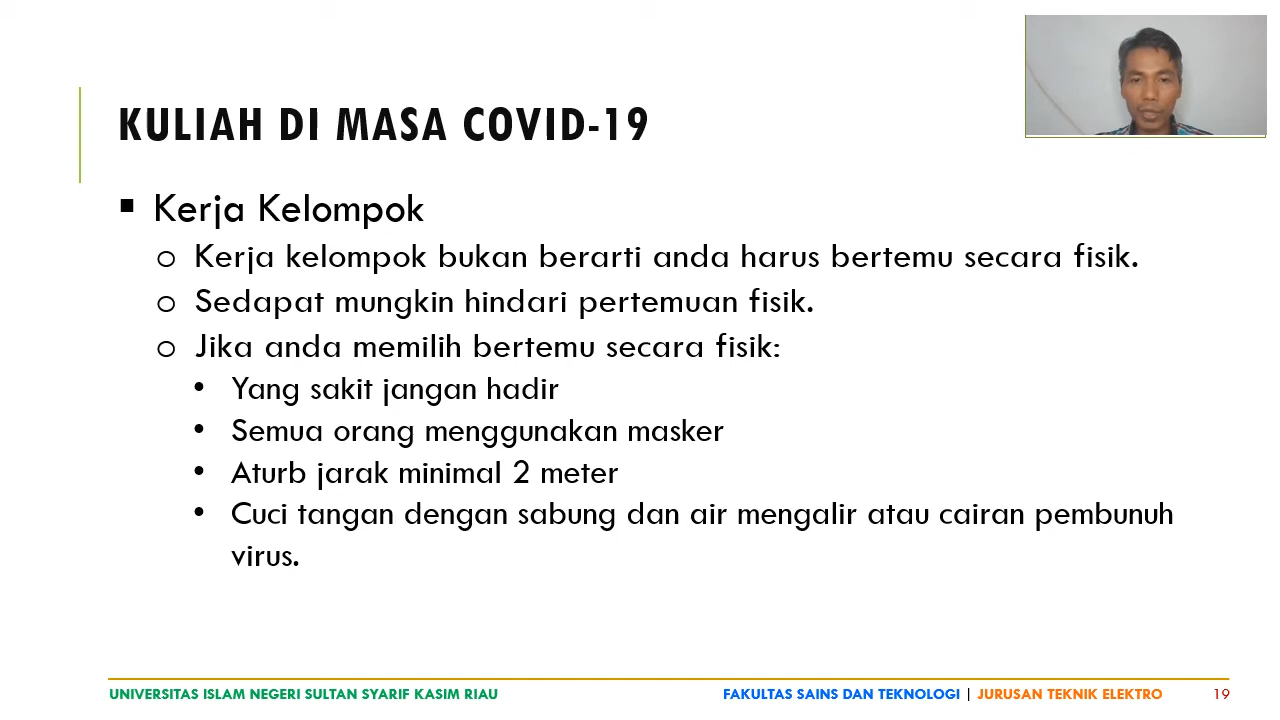 KULIAH DI MASA COVID-19
▪ Kerja Kelompok
o Kerja kelompok bukan berarti anda harus bertemu secara fisik.
o Sedapat mungkin hindari pertemuan fisik.
o Jika anda memilih bertemu secara fisik:
• Yang sakit jangan hadir
• Semua orang menggunakan masker
• Aturb jarak minimal 2 meter
• Cuci tangan dengan sabung dan air mengalir atau cairan pembunuh
virus.
UNIVERSITAS ISLAM NEGERI SULTAN SYARIF KASIM RIAU FAKULTAS SAINS DAN TEKNOLOGI | JURUSAN TEKNIK ELEKTRO 19